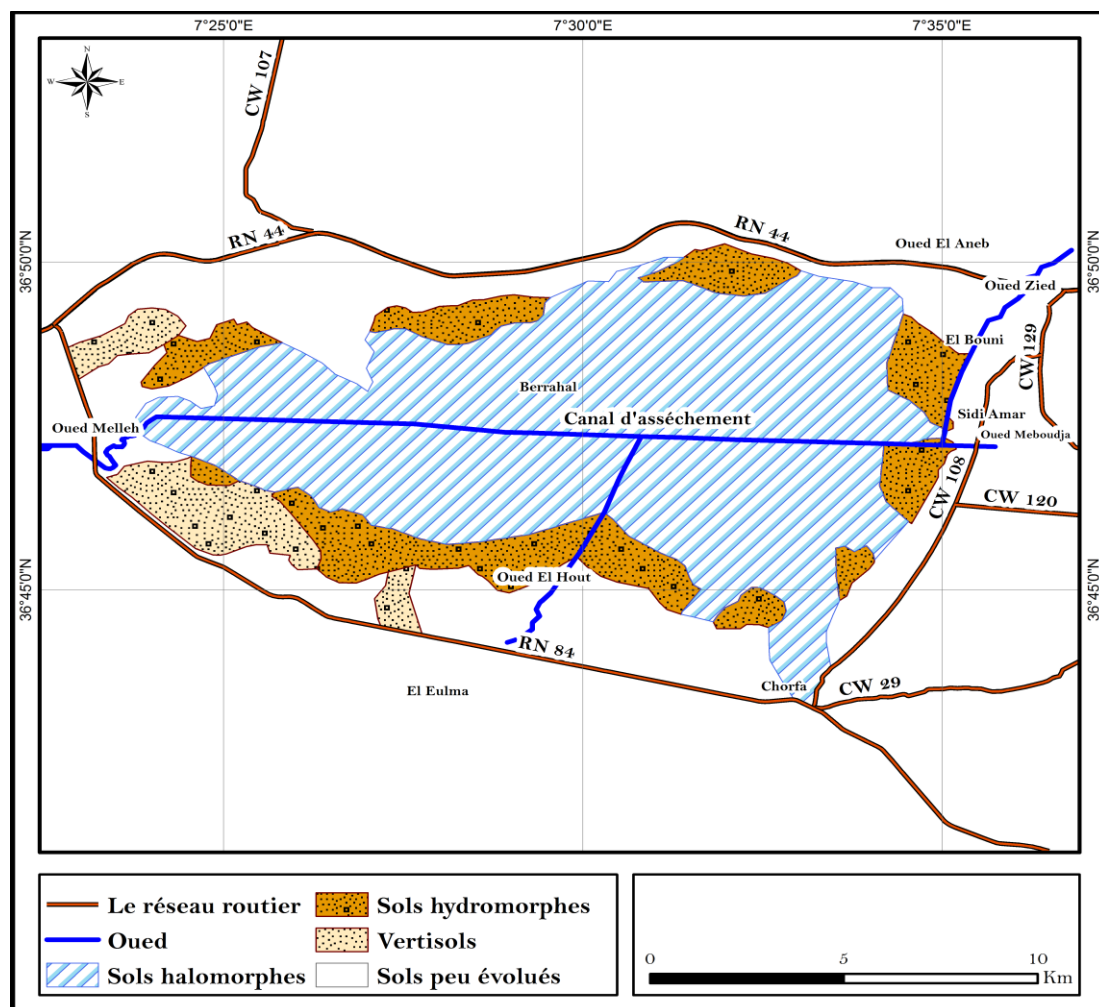 7°25'0"E
7°30'0"E
7°35'0"E
N
W
E
S
CW 107
RN 44
RN 44
Oued El Aneb
36°50'0"N
36°50'0"N
Oued Zied
CW 129
El Bouni
Berrahal
Sidi Amar
Canal d'asséchement
Oued Melleh
Oued Meboudja
CW 108
CW 120
Oued El Hout
36°45'0"N
36°45'0"N
RN 84
El Eulma
Chorfa
CW 29
Le réseau routier
Oued
Sols halomorphes
Sols hydromorphes
Vertisols
Sols peu évolués
0
5
10
Km